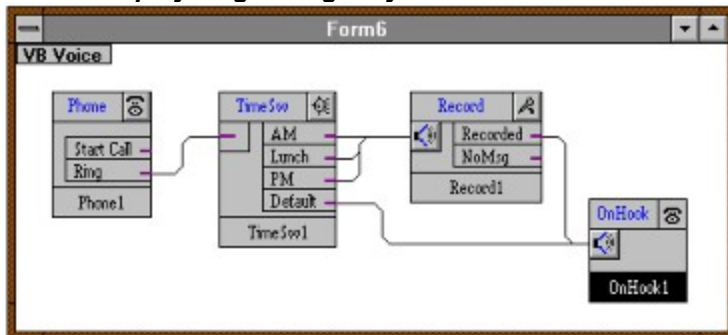 Form6
VB Voice
Phone
Start Call
Ring
Phone1
TimeSw
AM
Lunch
PM
Default
TimeSw1
Record
Recorded
NoMsg
Record1
OnHook
OnHook1